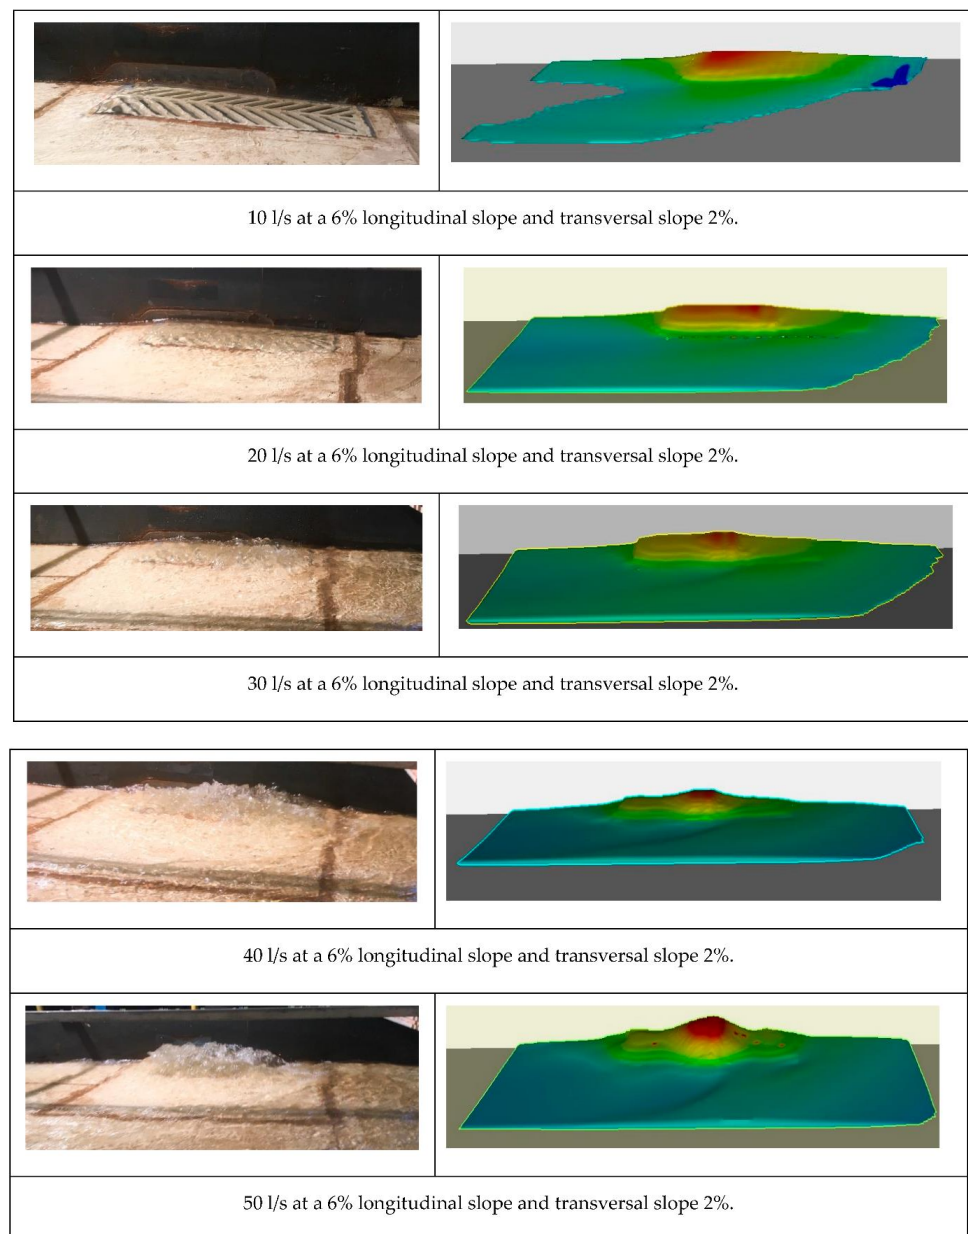 10 l/s at a 6% longitudinal slope and transversal slope 2%.
20 l/s at a 6% longitudinal slope and transversal slope 2%.
30 l/s at a 6% longitudinal slope and transversal slope 2%.
40 l/s at a 6% longitudinal slope and transversal slope 2%.
50 l/s at a 6% longitudinal slope and transversal slope 2%.